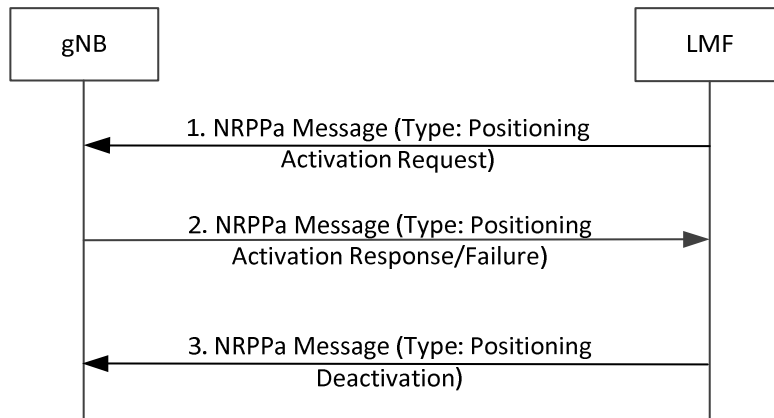 gNB
LMF
1. NRPPa Message (Type: Positioning
Activation Request)
2. NRPPa Message (Type: Positioning
Activation Response/Failure)
3. NRPPa Message (Type: Positioning
Deactivation)